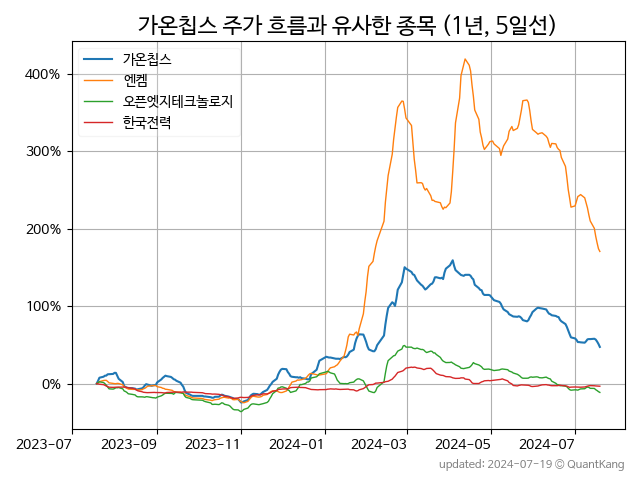 가온칩스 주가 흐름과 유사한 종목 (1년, 5일선)
가온칩스
엔켐
오픈엣지테크놀로지
한국전력
400%
300%
200%
100%
0%
2023-07 2023-09 2023-11 2024-01 2024-03 2024-05 2024-07
updated: 2024-07-19 © QuantKang